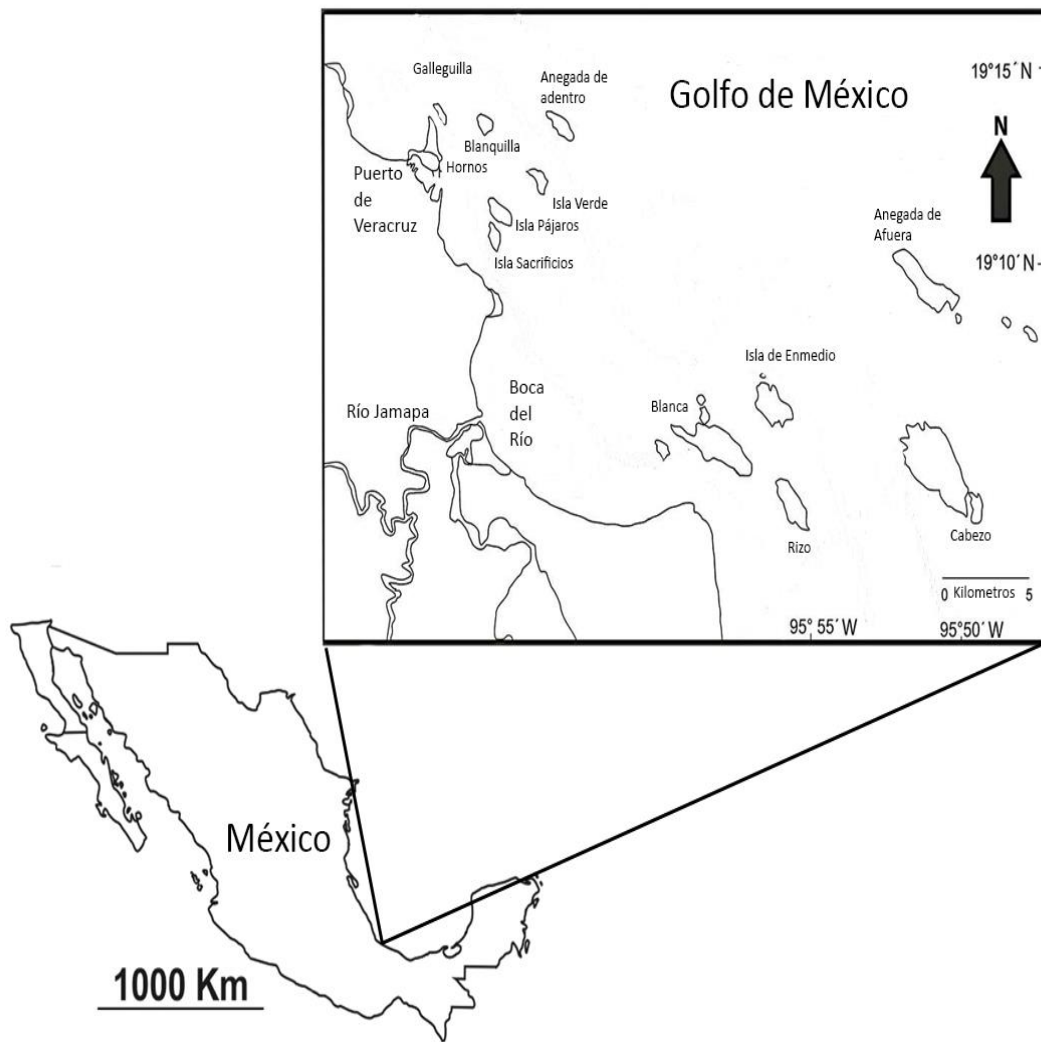 Galleguilla
Anegada de
adentro
Golfo de México
19°15´N
N
Blanquilla
Hornos
Puerto
de
Veracruz
Isla Verde
Isla Pájaros
Isla Sacrificios
Anegada de
Afuera
19°10´N
Isla de Enmedio
Blanca
Boca
del
Río
Río Jamapa
Rizo
Cabezo
0 Kilometros 5
95° 55´W
95°50´W
México
1000 Km